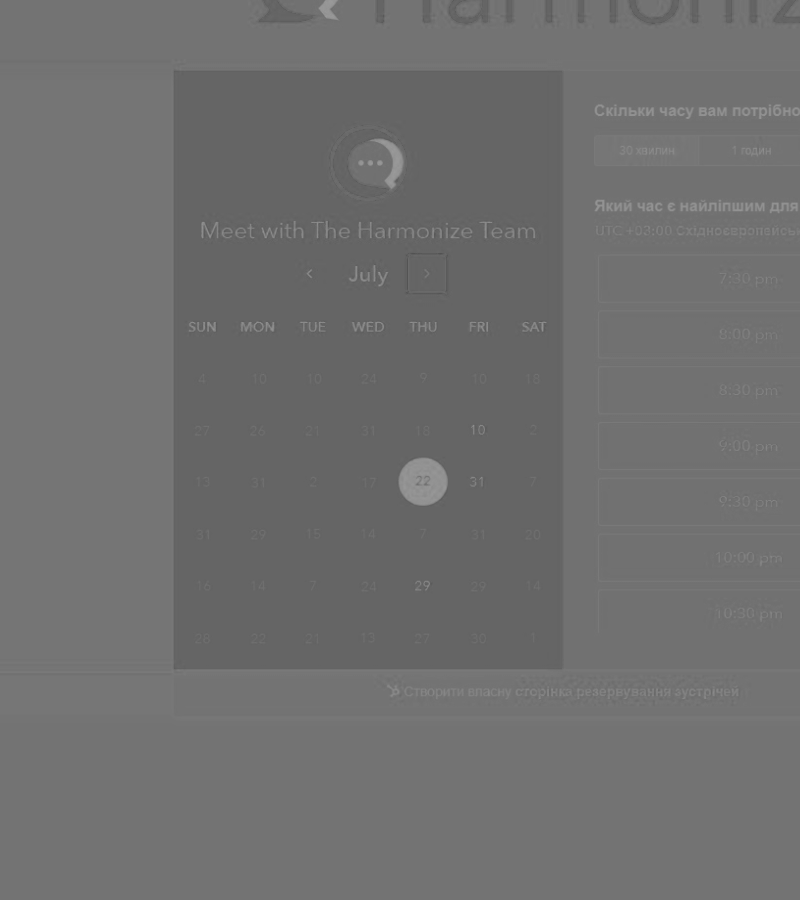 Harmoniz
Скільки часу вам потрібно
30 хвилин 1 годин
Meet with The Harmonize Team
Який час є найліпшим для
UTC +03:00 Східноєвропейськ
July
7:30 pm
8:00 pm
8:30 pm
9:00 pm
9:30 pm
10:00 pm
10:30 pm
SUN MON TUE WED THU FRI SAT
4 10 10 24 9 10 18
27 26 21 31 18 10 2
13 31 2 17 22 31 7
31 29 15 14 7 31 20
16 14 7 24 29 29 14
28 22 21 13 27 30 1
Створити власну сторінка резервування зустрічей